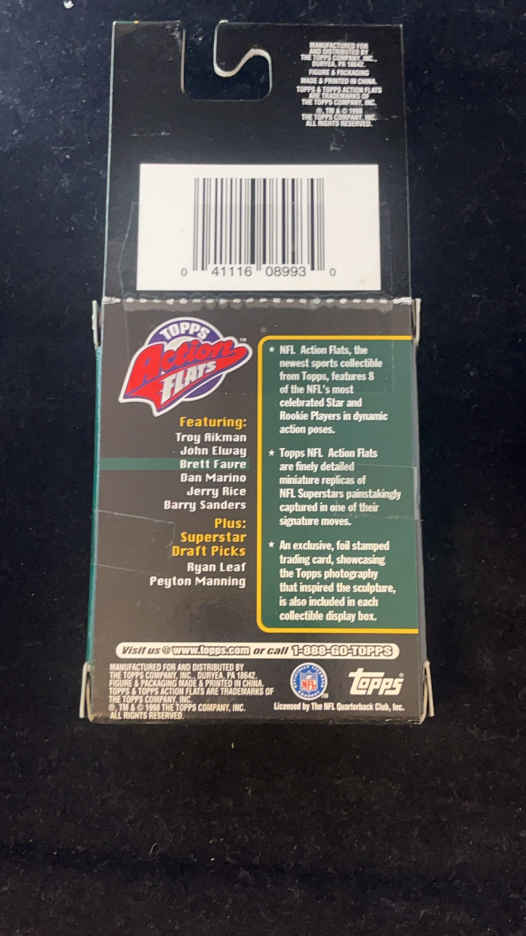 MANUFACTURED FOR
AND DISTRIBUTED BY
THE TOPPS COMPANY, INC.,
DURYEA, PA 18642.
FIGURE & PACKAGING
MADE & PRINTED IN CHINA.
TOPPS & TOPPS ACTION FLATS
ARE TRADEMARKS OF
THE TOPPS COMPANY, INC.
®, TM & © 1998
THE TOPPS COMPANY, INC.
ALL RIGHTS RESERVED.
0 41116 08993 0
TOPPS
Action
FLATS
™
Featuring:
Troy Aikman
John Elway
Brett Favre
Dan Marino
Jerry Rice
Barry Sanders
Plus:
Superstar
Draft Picks
Ryan Leaf
Peyton Manning
★ NFL Action Flats, the
newest sports collectible
from Topps, features 8
of the NFL's most
celebrated Star and
Rookie Players in dynamic
action poses.
★ Topps NFL Action Flats
are finely detailed
miniature replicas of
NFL Superstars painstakingly
captured in one of their
signature moves.
★ An exclusive, foil stamped
trading card, showcasing
the Topps photography
that inspired the sculpture,
is also included in each
collectible display box.
Visit us @ www.topps.com or call 1-888-GO-TOPPS
MANUFACTURED FOR AND DISTRIBUTED BY
THE TOPPS COMPANY, INC., DURYEA, PA 18642.
FIGURE & PACKAGING MADE & PRINTED IN CHINA.
TOPPS & TOPPS ACTION FLATS ARE TRADEMARKS OF
THE TOPPS COMPANY, INC.
®, TM & © 1998 THE TOPPS COMPANY, INC.
ALL RIGHTS RESERVED.
NFL
TM
Topps®
Licensed by The NFL Quarterback Club, Inc.